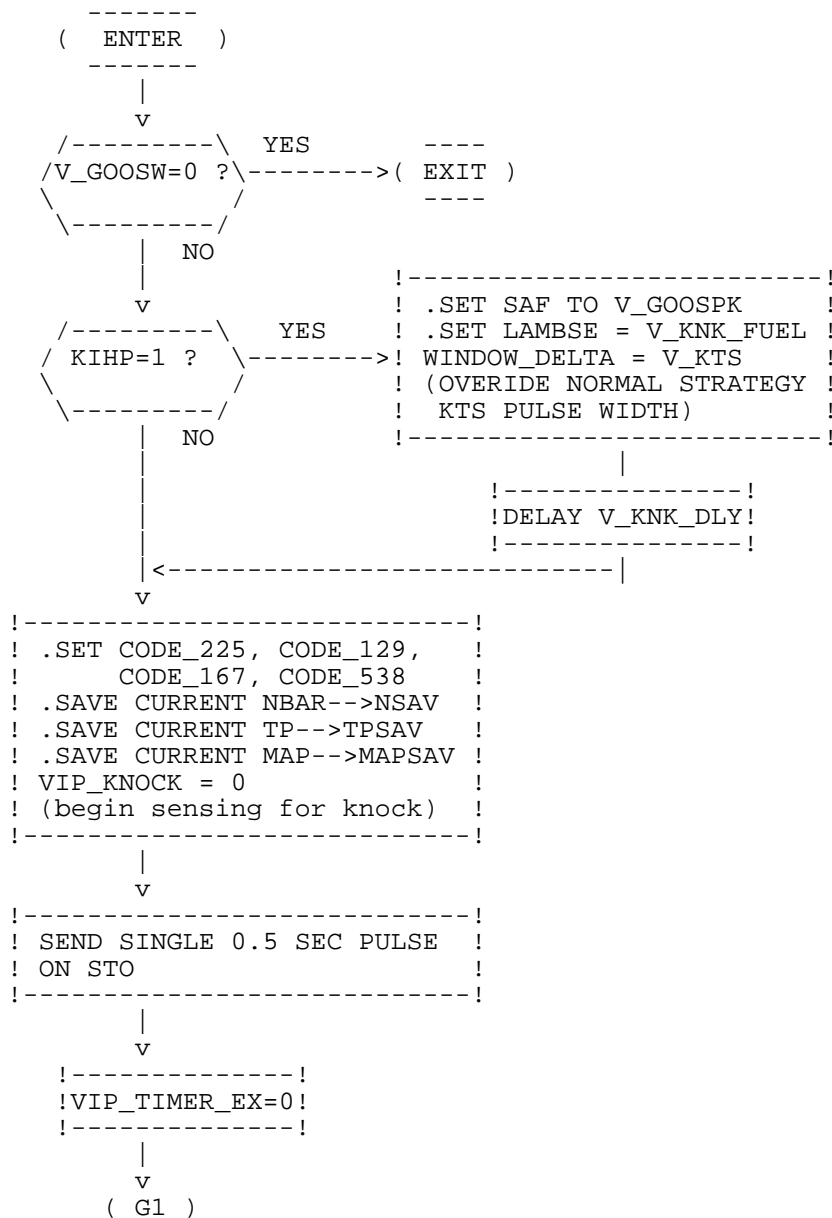 -------
(  ENTER  )
-------
|
v
/---------\  YES          ----
/V_GOOSW=0 ?\-------->( EXIT )
\           /           ----
\---------/
|  NO
|               !--------------------------!
v               ! .SET SAF TO V_GOOSPK     !
/---------\   YES    ! .SET LAMBSE = V_KNK_FUEL !
/ KIHP=1 ?  \-------->! WINDOW_DELTA = V_KTS     !
\           /         ! (OVERIDE NORMAL STRATEGY !
\---------/          !  KTS PULSE WIDTH)        !
|  NO           !--------------------------!
|                             |
|                     !---------------!
|                     !DELAY V_KNK_DLY!
|                     !---------------!
|<----------------------------|
v
!----------------------------!
! .SET CODE_225, CODE_129,   !
!      CODE_167, CODE_538    !
! .SAVE CURRENT NBAR-->NSAV  !
! .SAVE CURRENT TP-->TPSAV   !
! .SAVE CURRENT MAP-->MAPSAV !
! VIP_KNOCK = 0              !
! (begin sensing for knock)  !
!----------------------------!
|
v
!----------------------------!
! SEND SINGLE 0.5 SEC PULSE  !
! ON STO                     !
!----------------------------!
|
v
!--------------!
!VIP_TIMER_EX=0!
!--------------!
|
v
( G1 )